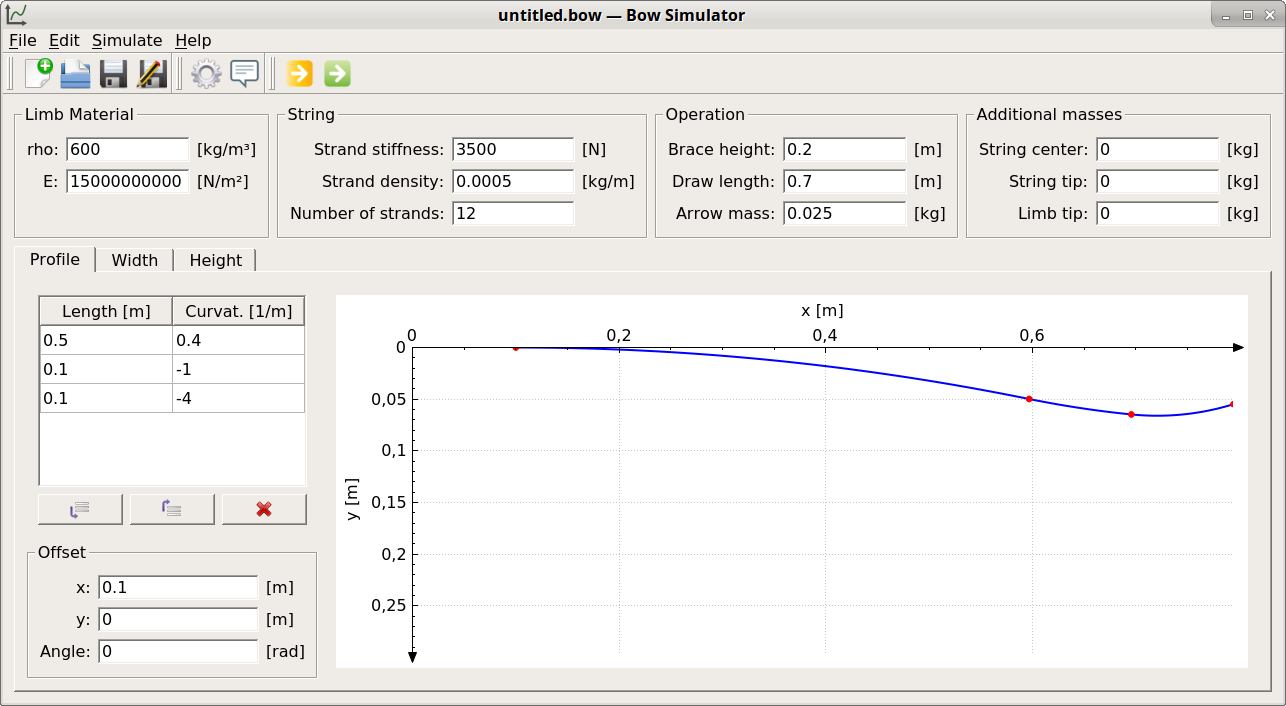 untitled.bow — Bow Simulator
File Edit Simulate Help
Limb Material
rho: 600 [kg/m³]
E: 15000000000 [N/m²]
String
Strand stiffness: 3500 [N]
Strand density: 0.0005 [kg/m]
Number of strands: 12
Operation
Brace height: 0.2 [m]
Draw length: 0.7 [m]
Arrow mass: 0.025 [kg]
Additional masses
String center: 0 [kg]
String tip: 0 [kg]
Limb tip: 0 [kg]
Profile Width Height
Length [m] Curvat. [1/m]
0.5 0.4
0.1 -1
0.1 -4
Offset
x: 0.1 [m]
y: 0 [m]
Angle: 0 [rad]
x [m]
0 0,2 0,4 0,6
0
0,05
0,1
0,15
0,2
0,25
y [m]